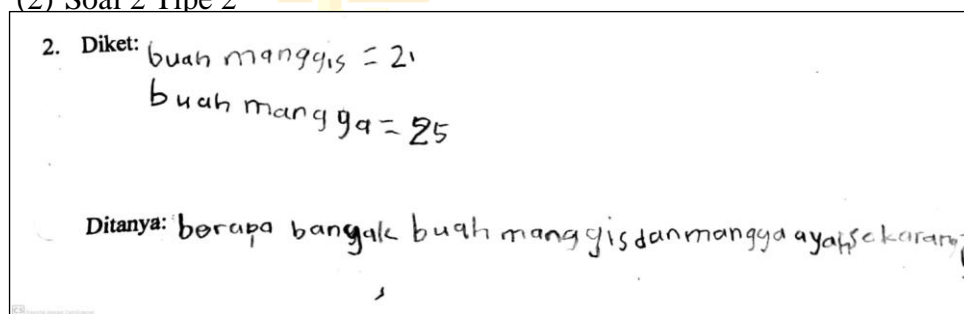 (2) Soal 2 Tipe 2
2. Diket: buah manggis = 21
buah mangga = 25
Ditanya: berapa bangak buah manggis dan mangga ayah sekarang